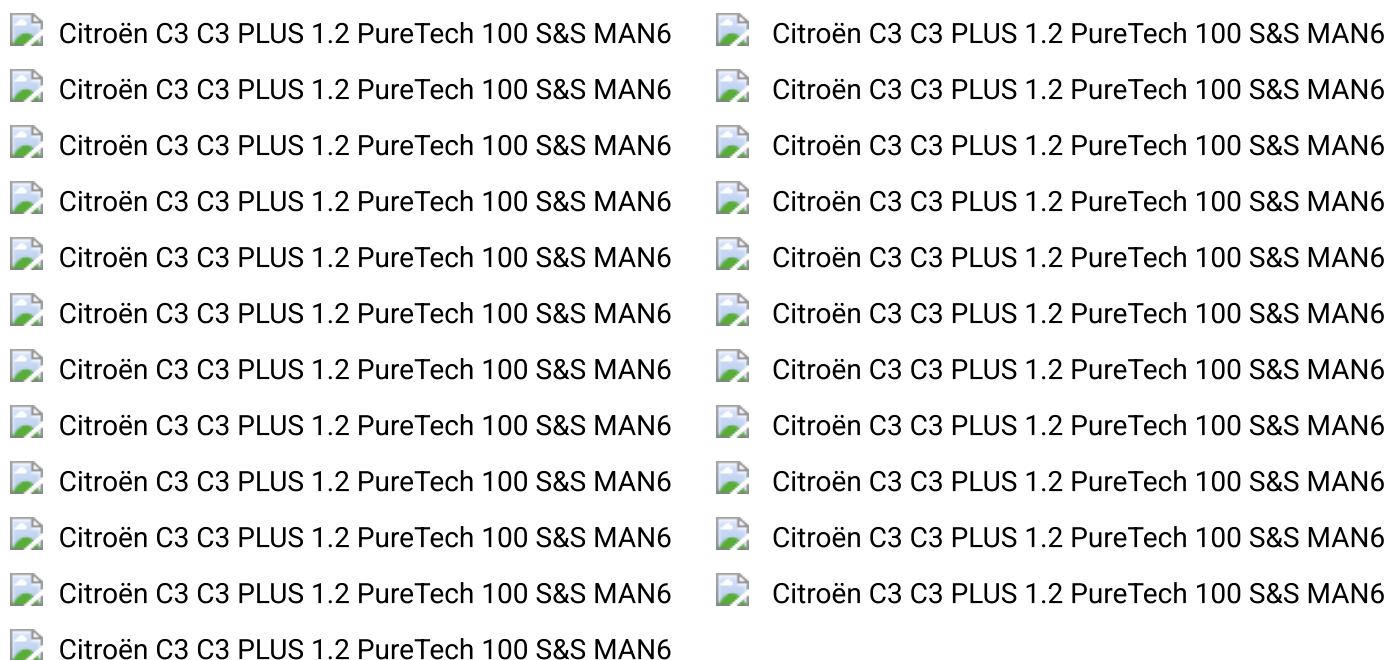 Citroën C3 C3 PLUS 1.2 PureTech 100 S&S MAN6 Citroën C3 C3 PLUS 1.2 PureTech 100 S&S MAN6
Citroën C3 C3 PLUS 1.2 PureTech 100 S&S MAN6 Citroën C3 C3 PLUS 1.2 PureTech 100 S&S MAN6
Citroën C3 C3 PLUS 1.2 PureTech 100 S&S MAN6 Citroën C3 C3 PLUS 1.2 PureTech 100 S&S MAN6
Citroën C3 C3 PLUS 1.2 PureTech 100 S&S MAN6 Citroën C3 C3 PLUS 1.2 PureTech 100 S&S MAN6
Citroën C3 C3 PLUS 1.2 PureTech 100 S&S MAN6 Citroën C3 C3 PLUS 1.2 PureTech 100 S&S MAN6
Citroën C3 C3 PLUS 1.2 PureTech 100 S&S MAN6 Citroën C3 C3 PLUS 1.2 PureTech 100 S&S MAN6
Citroën C3 C3 PLUS 1.2 PureTech 100 S&S MAN6 Citroën C3 C3 PLUS 1.2 PureTech 100 S&S MAN6
Citroën C3 C3 PLUS 1.2 PureTech 100 S&S MAN6 Citroën C3 C3 PLUS 1.2 PureTech 100 S&S MAN6
Citroën C3 C3 PLUS 1.2 PureTech 100 S&S MAN6 Citroën C3 C3 PLUS 1.2 PureTech 100 S&S MAN6
Citroën C3 C3 PLUS 1.2 PureTech 100 S&S MAN6 Citroën C3 C3 PLUS 1.2 PureTech 100 S&S MAN6
Citroën C3 C3 PLUS 1.2 PureTech 100 S&S MAN6 Citroën C3 C3 PLUS 1.2 PureTech 100 S&S MAN6
Citroën C3 C3 PLUS 1.2 PureTech 100 S&S MAN6